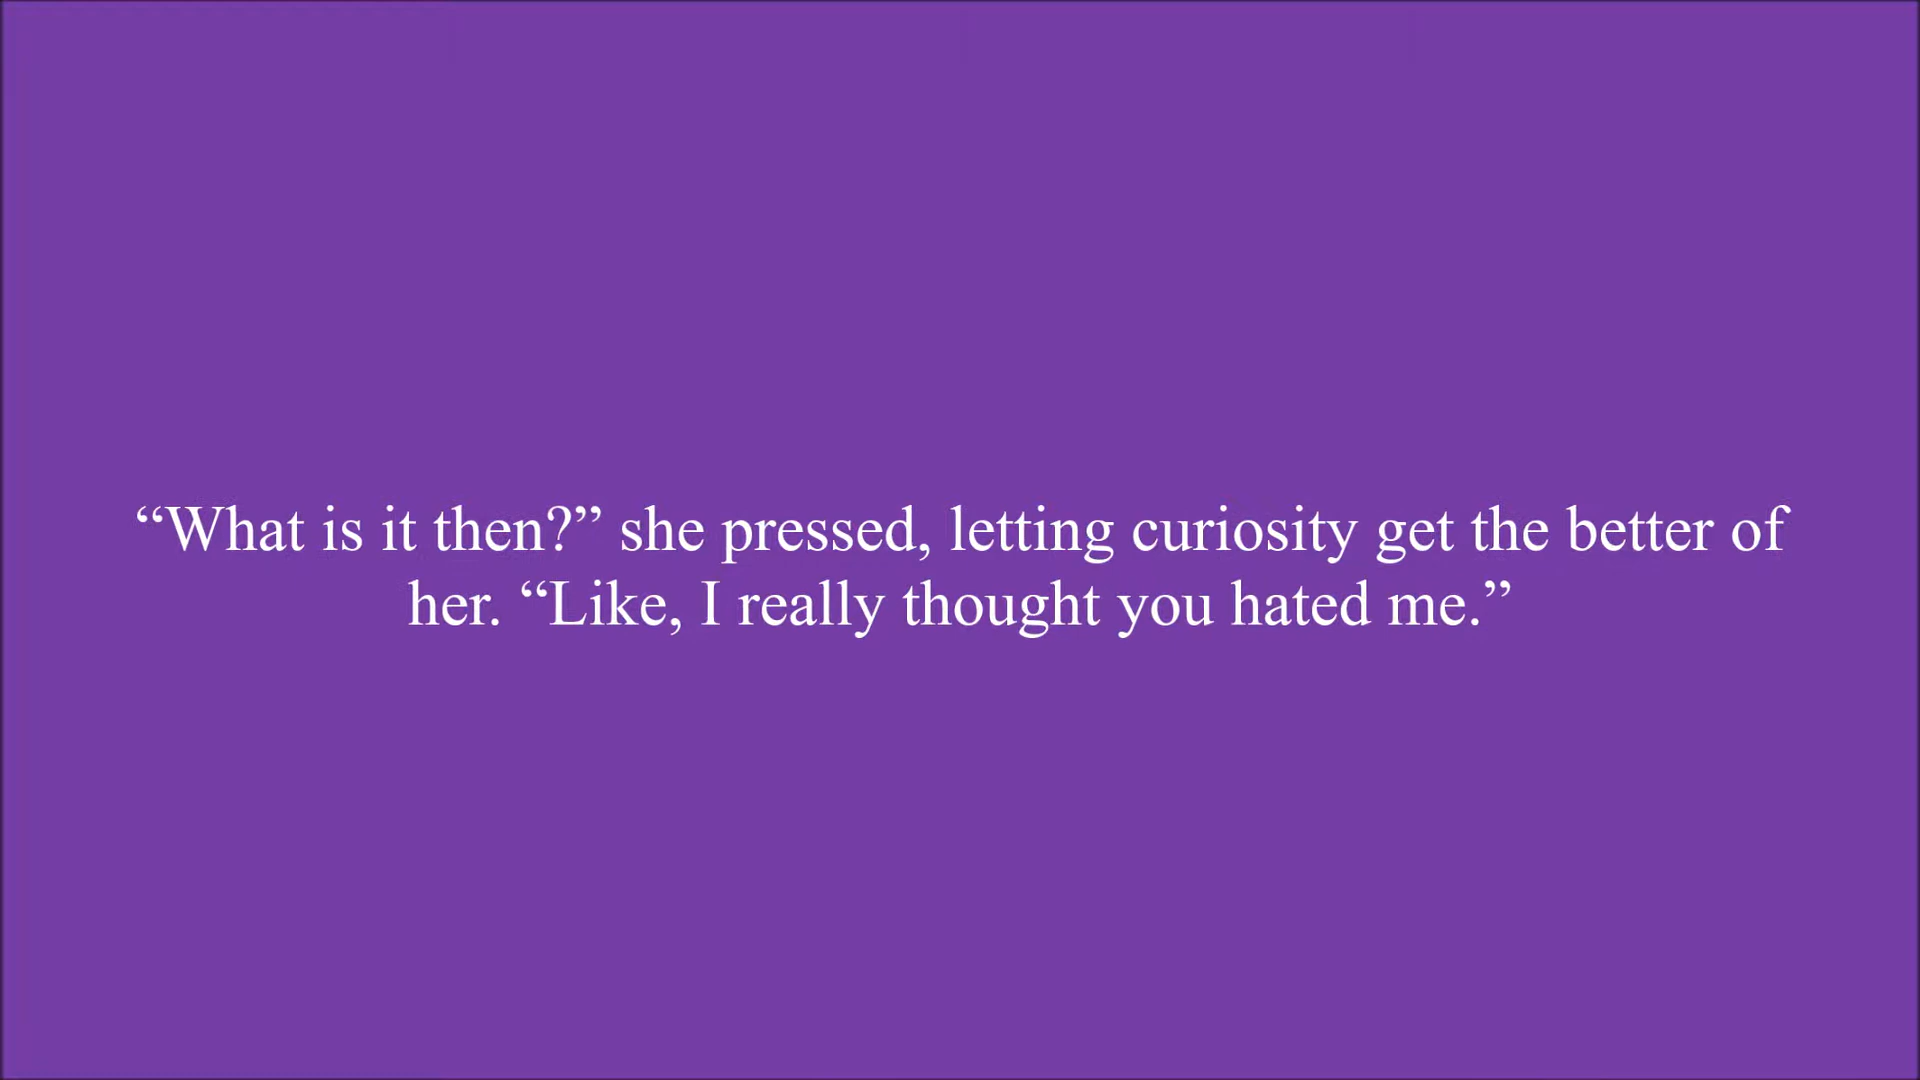 “What is it then?” she pressed, letting curiosity get the better of
her. “Like, I really thought you hated me.”